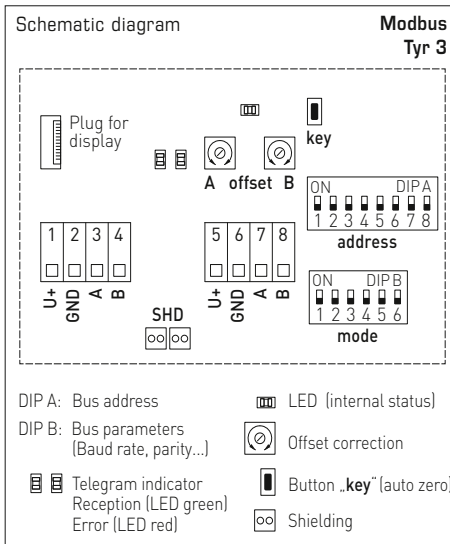 Schematic diagram
Modbus
Tyr 3
Plug for
display
key
A offset B
ON DIP A
1 2 3 4 5 6 7 8
address
1 2 3 4
U+ GND A B
5 6 7 8
U+ GND A B
SHD
ON DIP B
1 2 3 4 5 6
mode
DIP A: Bus address
DIP B: Bus parameters
(Baud rate, parity...)
Telegram indicator
Reception (LED green)
Error (LED red)
LED (internal status)
Offset correction
Button „key“ (auto zero)
Shielding